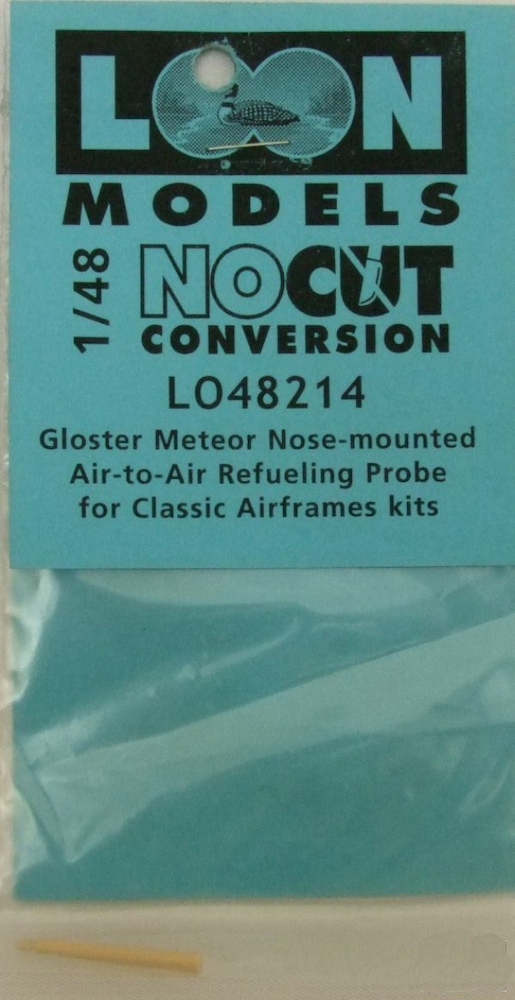 LOON
MODELS
1/48
NOCUT
CONVERSION
LO48214
Gloster Meteor Nose-mounted
Air-to-Air Refueling Probe
for Classic Airframes kits